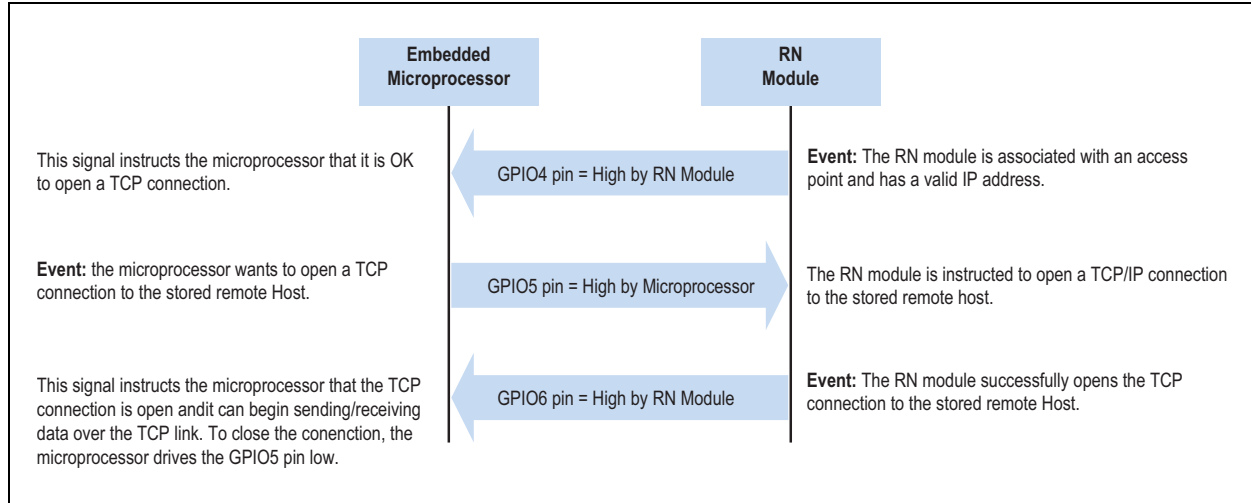 Embedded
Microprocessor
RN
Module
This signal instructs the microprocessor that it is OK
to open a TCP connection.
GPIO4 pin = High by RN Module
Event: The RN module is associated with an access
point and has a valid IP address.
Event: the microprocessor wants to open a TCP
connection to the stored remote Host.
GPIO5 pin = High by Microprocessor
The RN module is instructed to open a TCP/IP connection
to the stored remote host.
This signal instructs the microprocessor that the TCP
connection is open andit can begin sending/receiving
data over the TCP link. To close the conenction, the
microprocessor drives the GPIO5 pin low.
GPIO6 pin = High by RN Module
Event: The RN module successfully opens the TCP
connection to the stored remote Host.